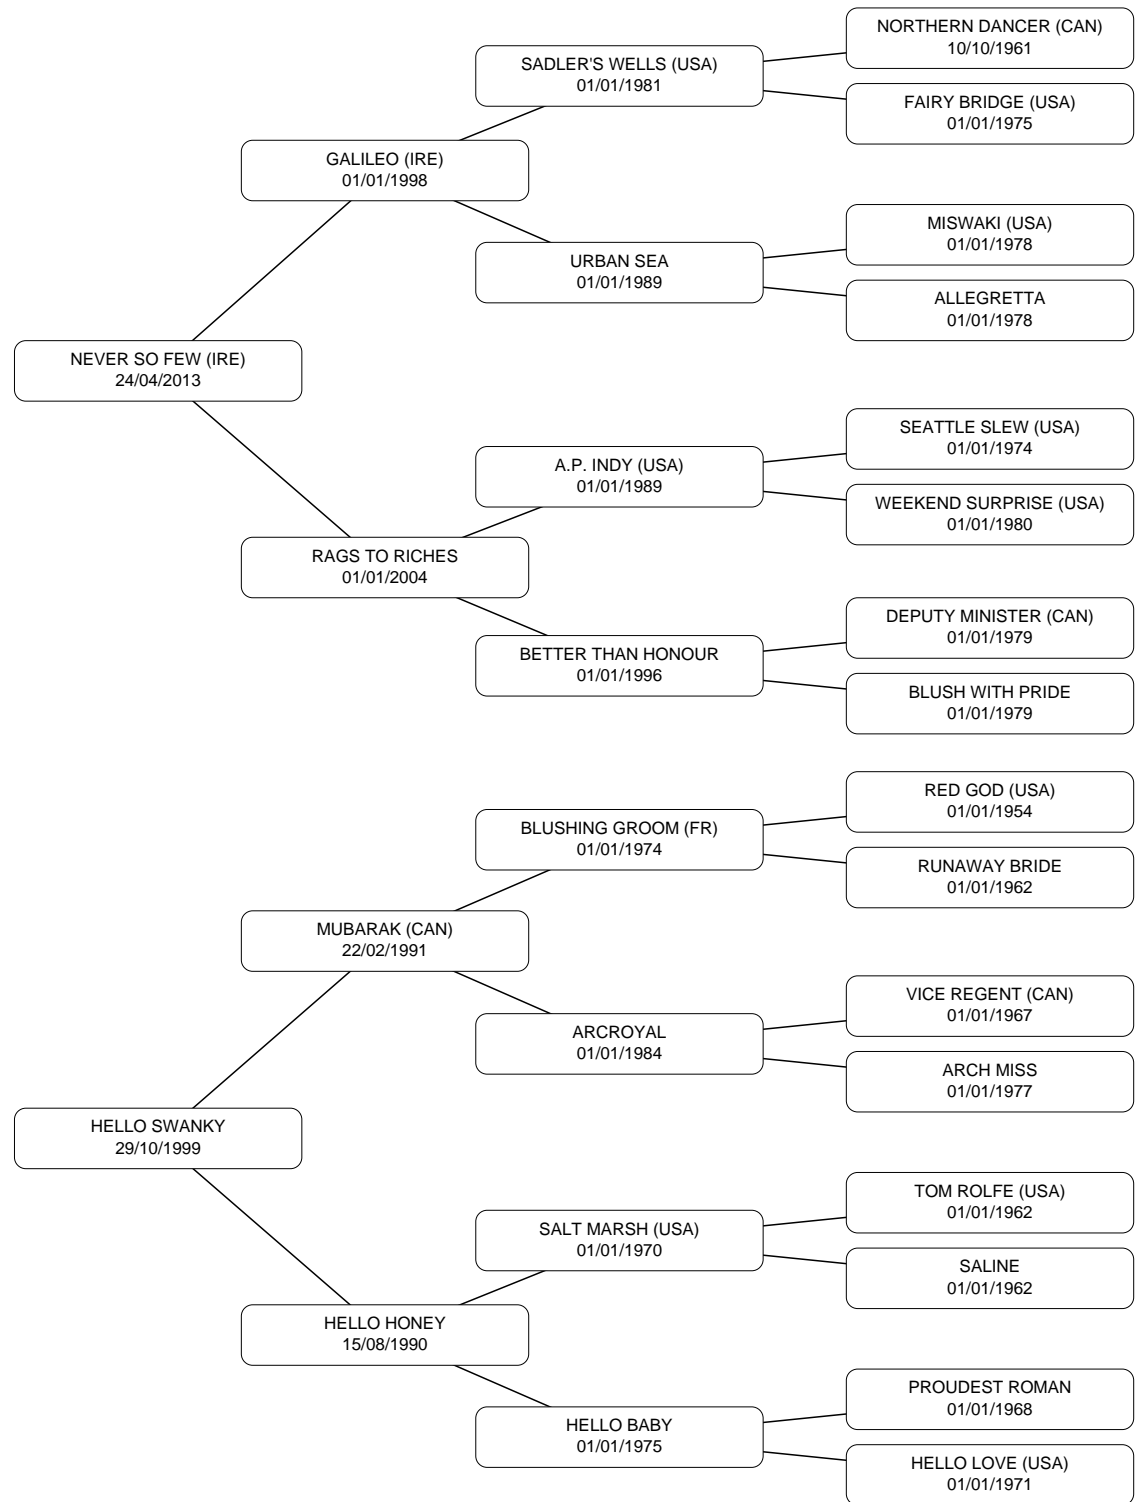 NORTHERN DANCER (CAN)
10/10/1961
SADLER'S WELLS (USA)
01/01/1981
FAIRY BRIDGE (USA)
01/01/1975
GALILEO (IRE)
01/01/1998
MISWAKI (USA)
01/01/1978
URBAN SEA
01/01/1989
ALLEGRETTA
01/01/1978
NEVER SO FEW (IRE)
24/04/2013
SEATTLE SLEW (USA)
01/01/1974
A.P. INDY (USA)
01/01/1989
WEEKEND SURPRISE (USA)
01/01/1980
RAGS TO RICHES
01/01/2004
DEPUTY MINISTER (CAN)
01/01/1979
BETTER THAN HONOUR
01/01/1996
BLUSH WITH PRIDE
01/01/1979
RED GOD (USA)
01/01/1954
BLUSHING GROOM (FR)
01/01/1974
RUNAWAY BRIDE
01/01/1962
MUBARAK (CAN)
22/02/1991
VICE REGENT (CAN)
01/01/1967
ARCROYAL
01/01/1984
ARCH MISS
01/01/1977
HELLO SWANKY
29/10/1999
TOM ROLFE (USA)
01/01/1962
SALT MARSH (USA)
01/01/1970
SALINE
01/01/1962
HELLO HONEY
15/08/1990
PROUDEST ROMAN
01/01/1968
HELLO BABY
01/01/1975
HELLO LOVE (USA)
01/01/1971